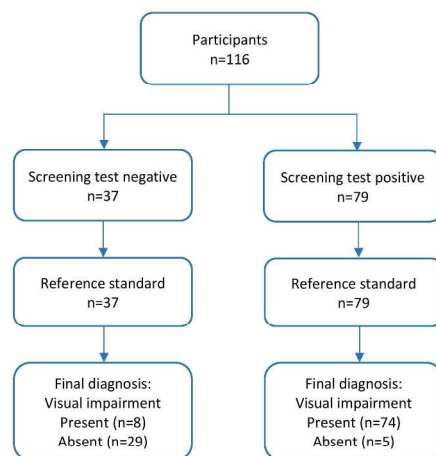 Participants
n=116
Screening test negative
n=37
Screening test positive
n=79
Reference standard
n=37
Reference standard
n=79
Final diagnosis:
Visual impairment
Present (n=8)
Absent (n=29)
Final diagnosis:
Visual impairment
Present (n=74)
Absent (n=5)